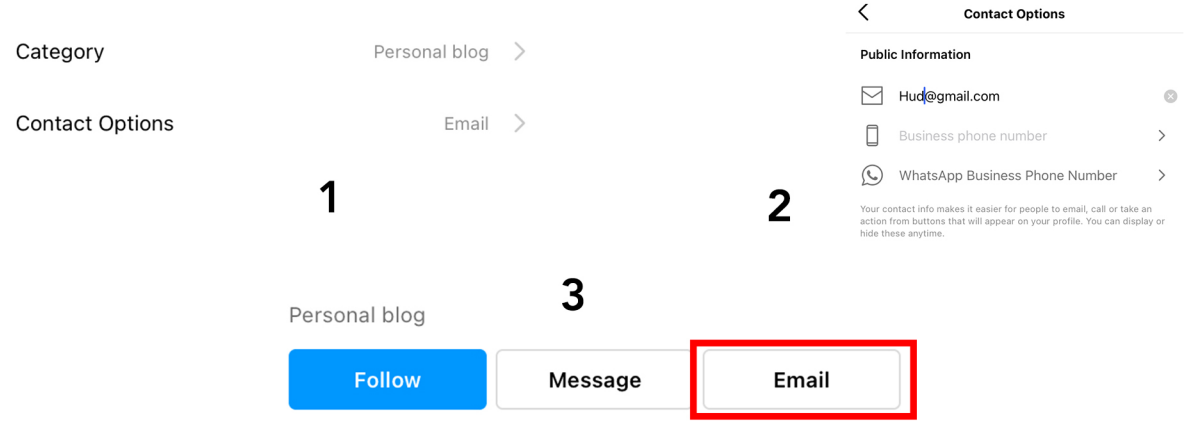 Category
Personal blog
Contact Options
Email
1
Contact Options
Public Information
Hud@gmail.com
Business phone number
WhatsApp Business Phone Number
Your contact info makes it easier for people to email, call or take an
action from buttons that will appear on your profile. You can display or
hide these anytime.
2
3
Personal blog
Follow
Message
Email